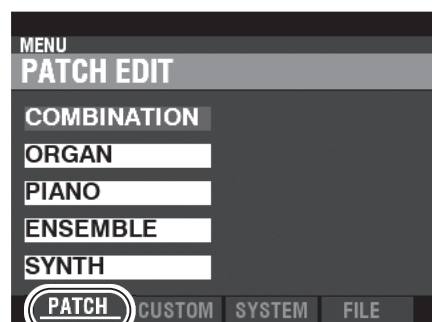 MENU
PATCH EDIT
COMBINATION
ORGAN
PIANO
ENSEMBLE
SYNTH
PATCH CUSTOM SYSTEM FILE